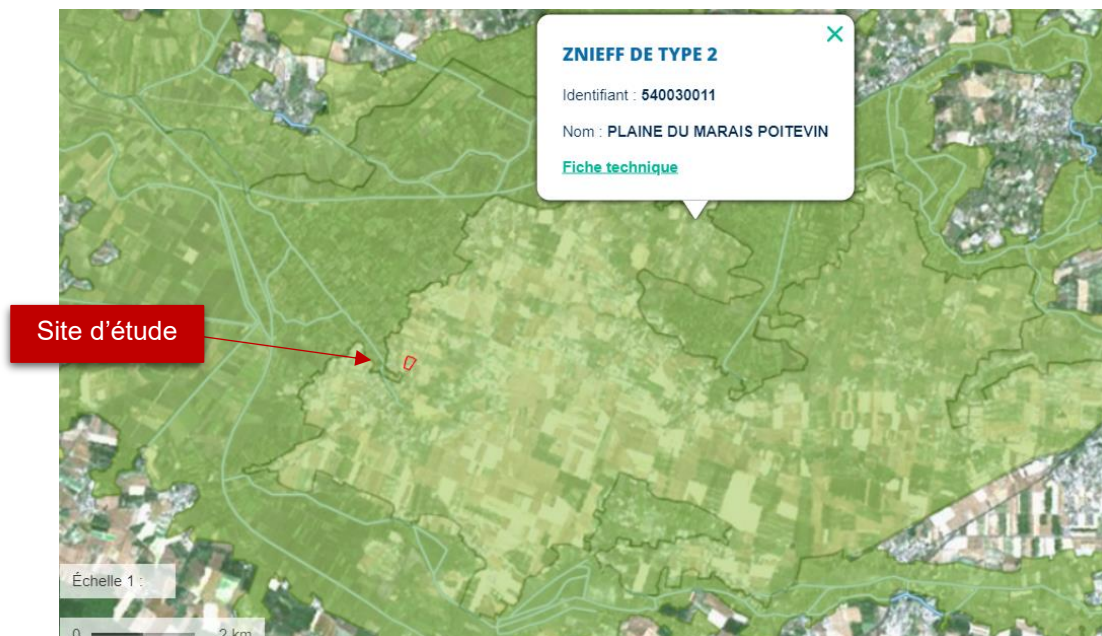 ZNIEFF DE TYPE 2
Identifiant : 540030011
Nom : PLAINE DU MARAIS POITEVIN
Fiche technique
Site d'étude
Échelle 1 :
0 2 km